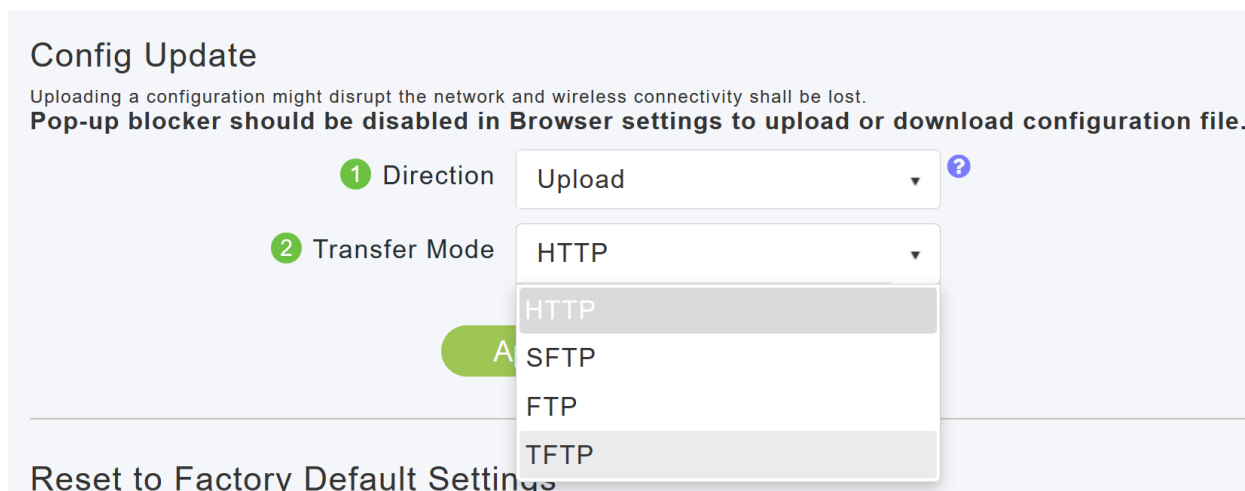 Config Update
Uploading a configuration might disrupt the network and wireless connectivity shall be lost.
Pop-up blocker should be disabled in Browser settings to upload or download configuration file.
1 Direction Upload ?
2 Transfer Mode HTTP
HTTP
SFTP
FTP
TFTP
Reset to Factory Default Settings